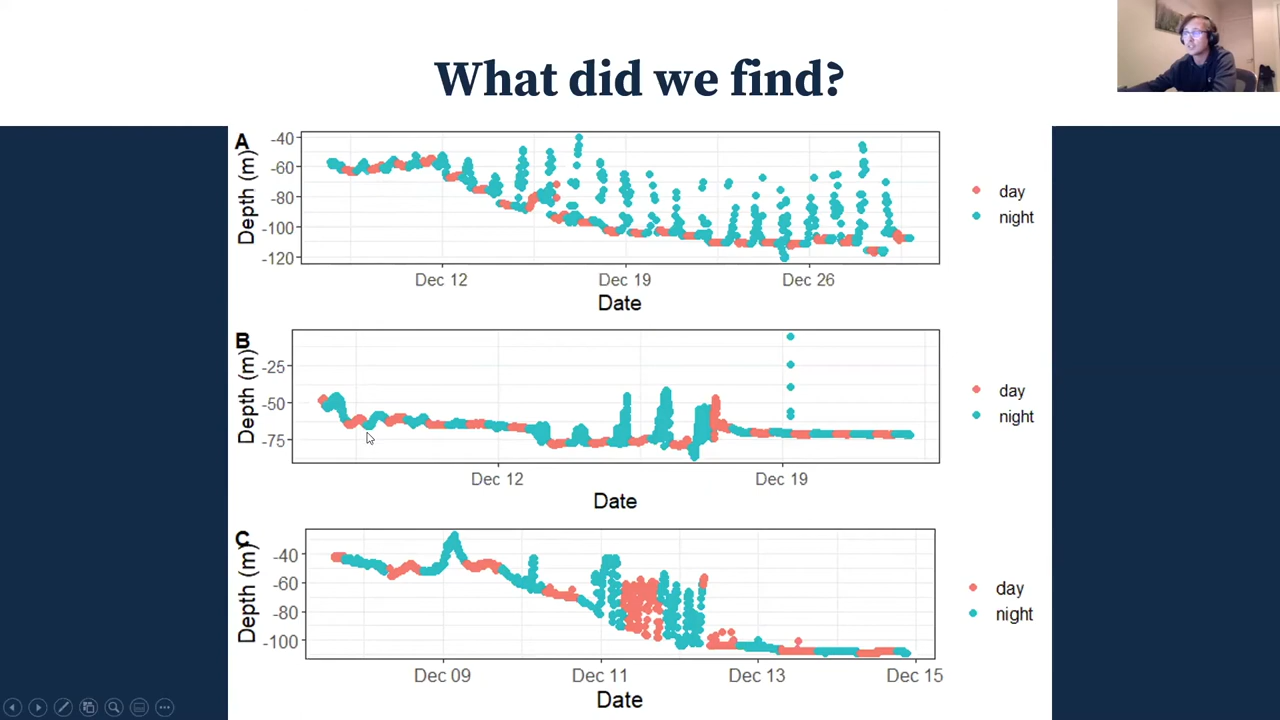 What did we find?
A
Depth (m)
-40
-60
-80
-100
-120
Dec 12 Dec 19 Dec 26
Date
day
night
B
Depth (m)
-25
-50
-75
Dec 12 Dec 19
Date
day
night
C
Depth (m)
-40
-60
-80
-100
Dec 09 Dec 11 Dec 13 Dec 15
Date
day
night